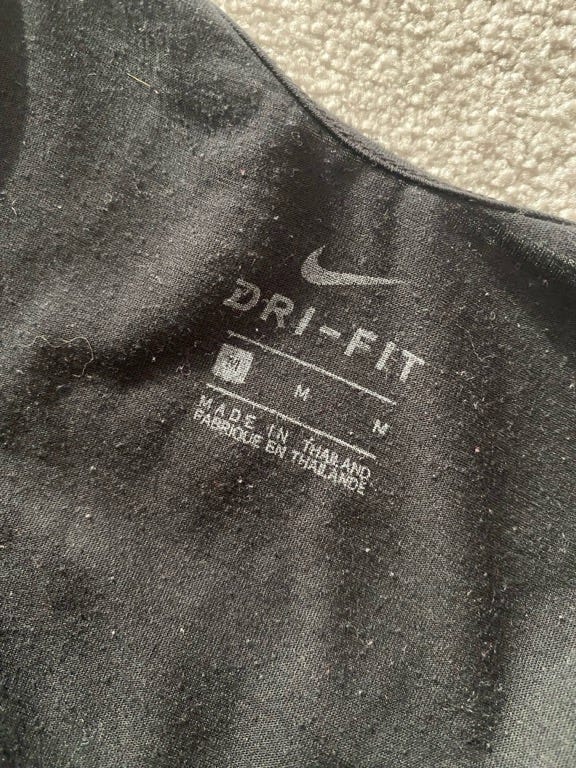 DRI-FIT
M M M
MADE IN THAILAND
FABRIQUE EN THAILANDE